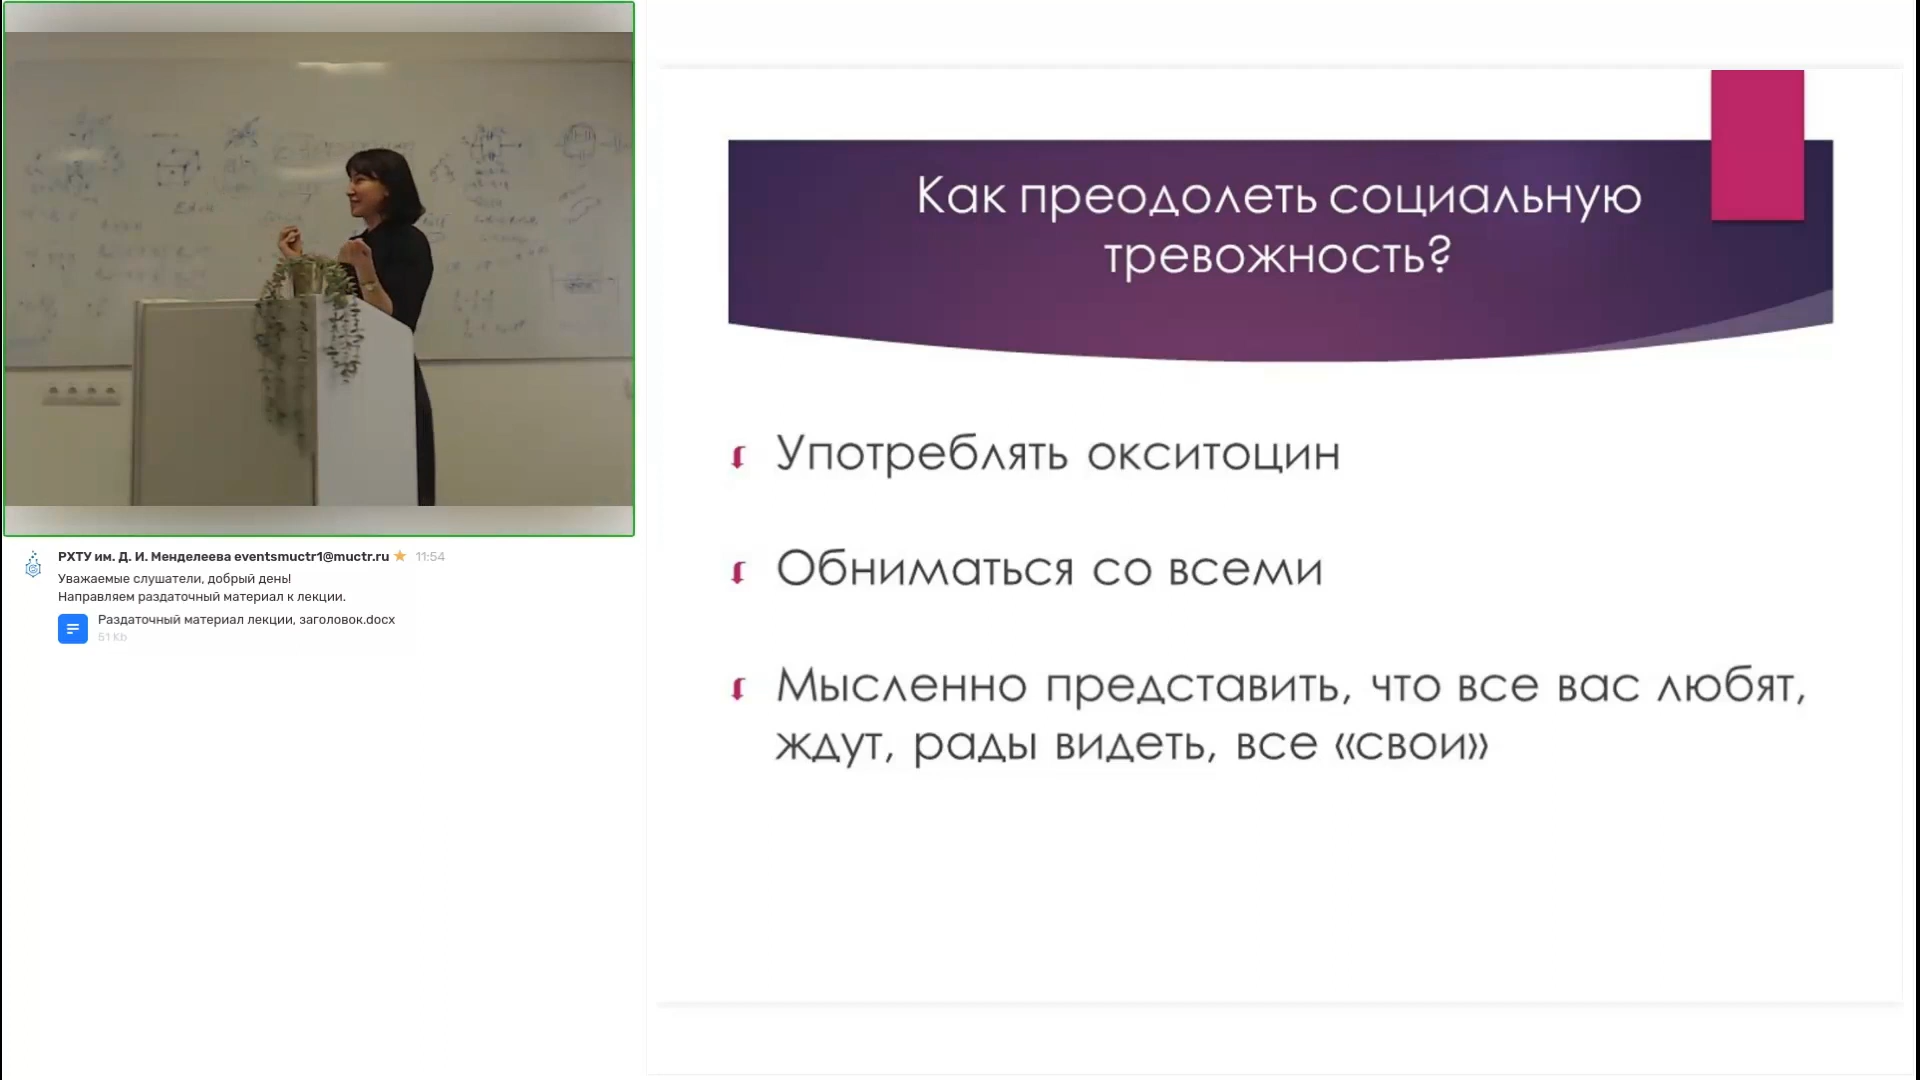 РХТУ им. Д. И. Менделеева eventsmuctr1@muctr.ru 11:54
Уважаемые слушатели, добрый день!
Направляем раздаточный материал к лекции.
Раздаточный материал лекции, заголовок.docx
51 Kb
Как преодолеть социальную
тревожность?
Употреблять окситоцин
Обниматься со всеми
Мысленно представить, что все вас любят,
ждут, рады видеть, все «свои»